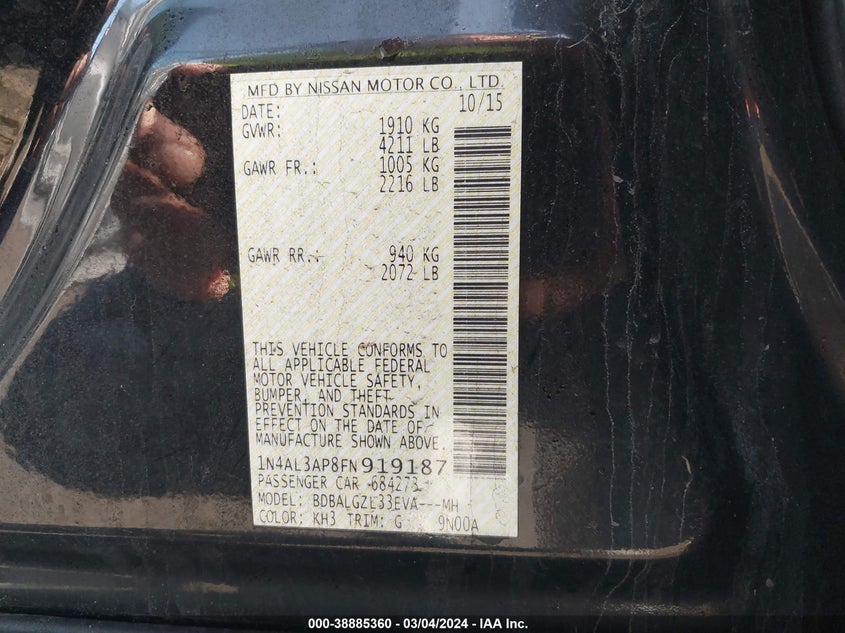 MFD BY NISSAN MOTOR CO., LTD.
DATE: 10/15
GVWR: 1910 KG
4211 LB
GAWR FR.: 1005 KG
2216 LB
GAWR RR.: 940 KG
2072 LB
THIS VEHICLE CONFORMS TO
ALL APPLICABLE FEDERAL
MOTOR VEHICLE SAFETY,
BUMPER, AND THEFT
PREVENTION STANDARDS IN
EFFECT ON THE DATE OF
MANUFACTURE SHOWN ABOVE.
1N4AL3AP8FN919187
PASSENGER CAR 684273
MODEL: BDBALGZL33EVA---MH
COLOR: KH3 TRIM: G 9N00A
000-38885360 - 03/04/2024 - IAA Inc.